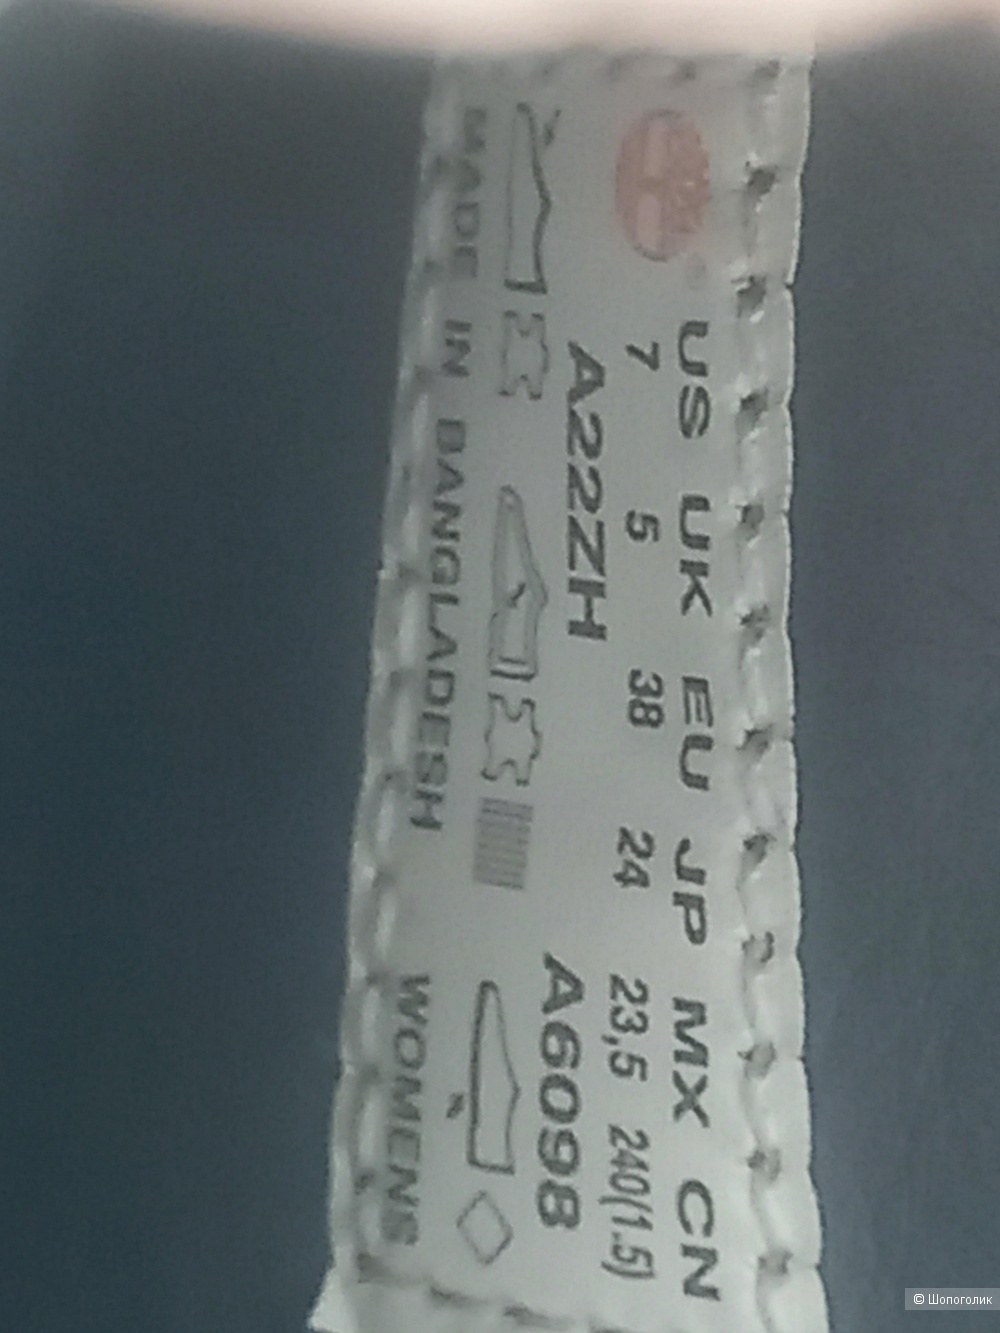 US UK EU JP MX CN
7 5 38 24 23,5 240(1.5)
A22ZH A6098
MADE IN BANGLADESH WOMENS
© Шопоголик